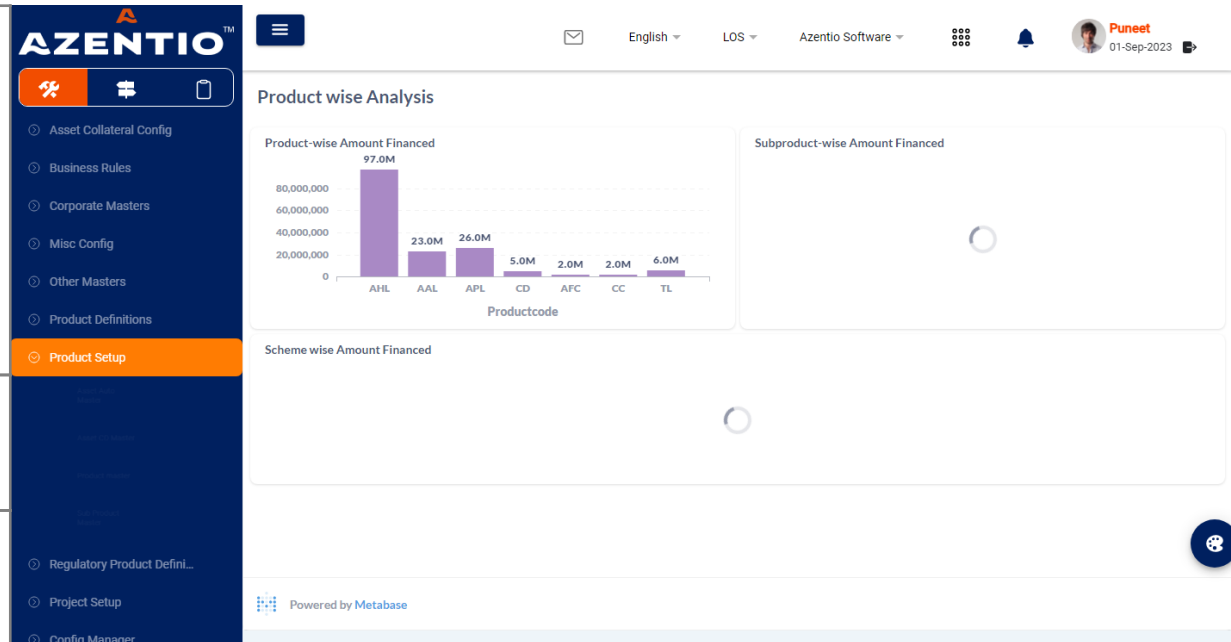 AZENTIO™
English
LOS
Azentio Software
Puneet
01-Sep-2023
Asset Collateral Config
Business Rules
Corporate Masters
Misc Config
Other Masters
Product Definitions
Product Setup
Regulatory Product Defini...
Project Setup
Config Manager
Product wise Analysis
Product-wise Amount Financed
97.0M
80,000,000
60,000,000
40,000,000
23.0M
26.0M
20,000,000
5.0M
2.0M
2.0M
6.0M
0
AHL AAL APL CD AFC CC TL
Productcode
Subproduct-wise Amount Financed
Scheme wise Amount Financed
Powered by Metabase